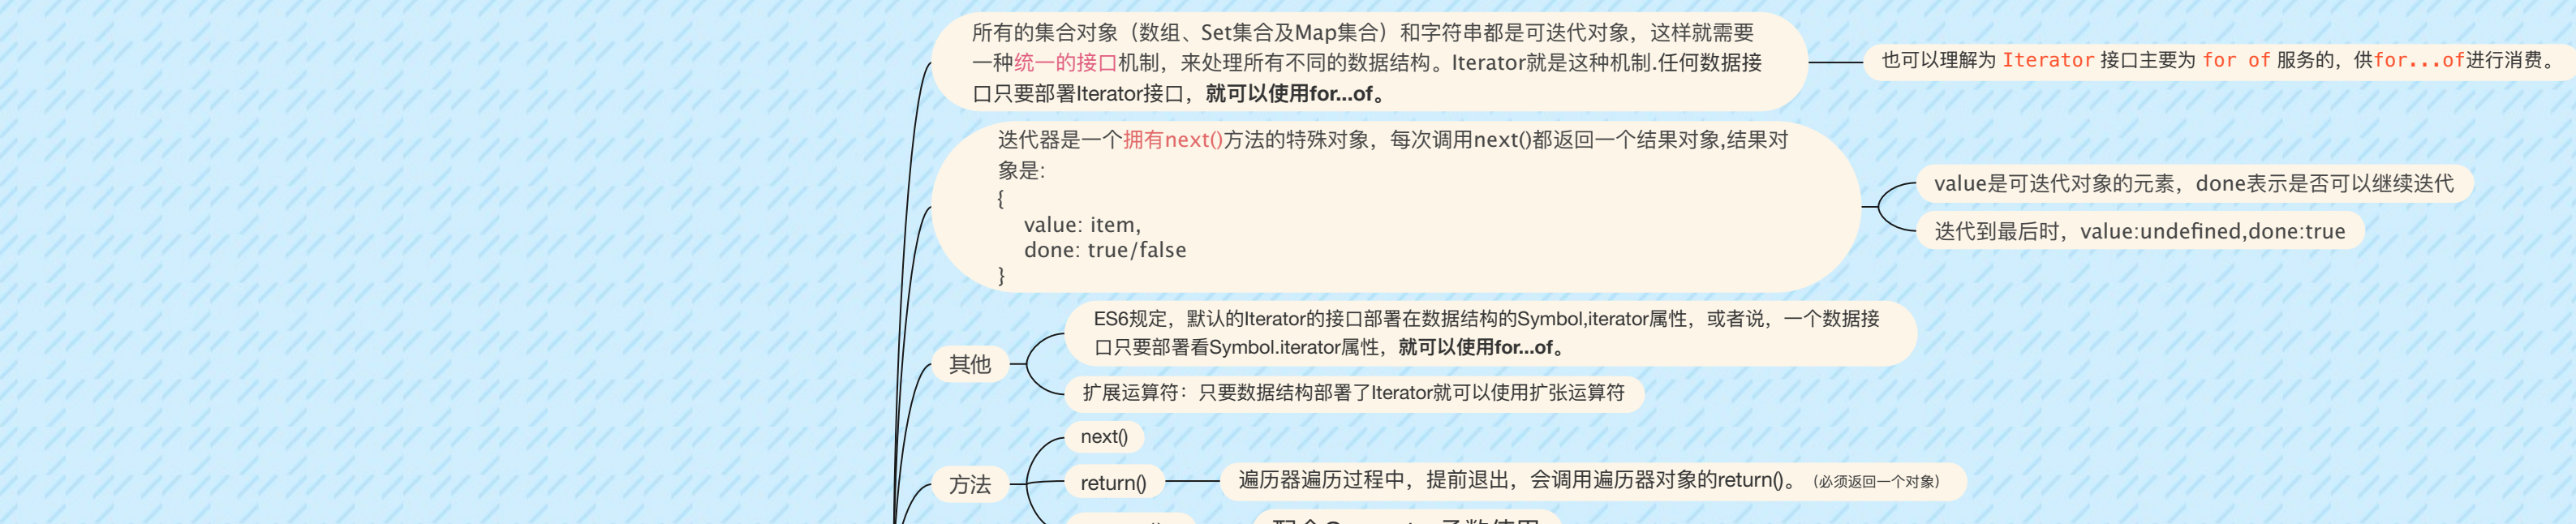 所有的集合对象（数组、Set集合及Map集合）和字符串都是可迭代对象，这样就需要
一种统一的接口机制，来处理所有不同的数据结构。Iterator就是这种机制.任何数据接
口只要部署Iterator接口，就可以使用for...of。
也可以理解为 Iterator 接口主要为 for of 服务的，供for...of进行消费。
迭代器是一个拥有next()方法的特殊对象，每次调用next()都返回一个结果对象,结果对
象是:
{
value: item,
done: true/false
}
value是可迭代对象的元素，done表示是否可以继续迭代
迭代到最后时，value:undefined,done:true
其他
ES6规定，默认的Iterator的接口部署在数据结构的Symbol,iterator属性，或者说，一个数据接
口只要部署看Symbol.iterator属性，就可以使用for...of。
扩展运算符：只要数据结构部署了Iterator就可以使用扩张运算符
方法
next()
return()
遍历器遍历过程中，提前退出，会调用遍历器对象的return()。（必须返回一个对象）